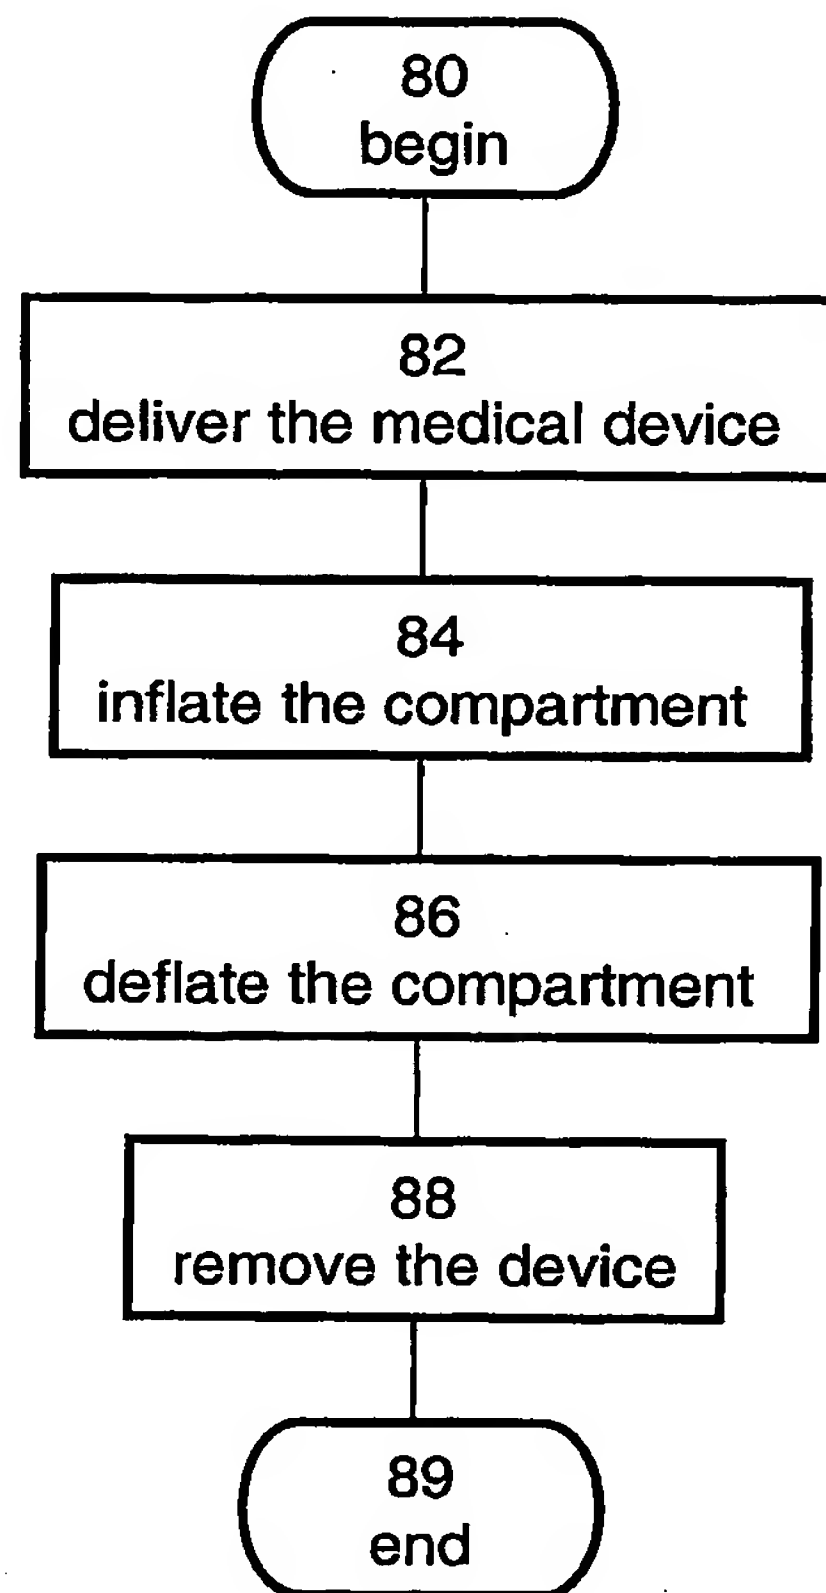 80
begin
82
deliver the medical device
84
inflate the compartment
86
deflate the compartment
88
remove the device
89
end